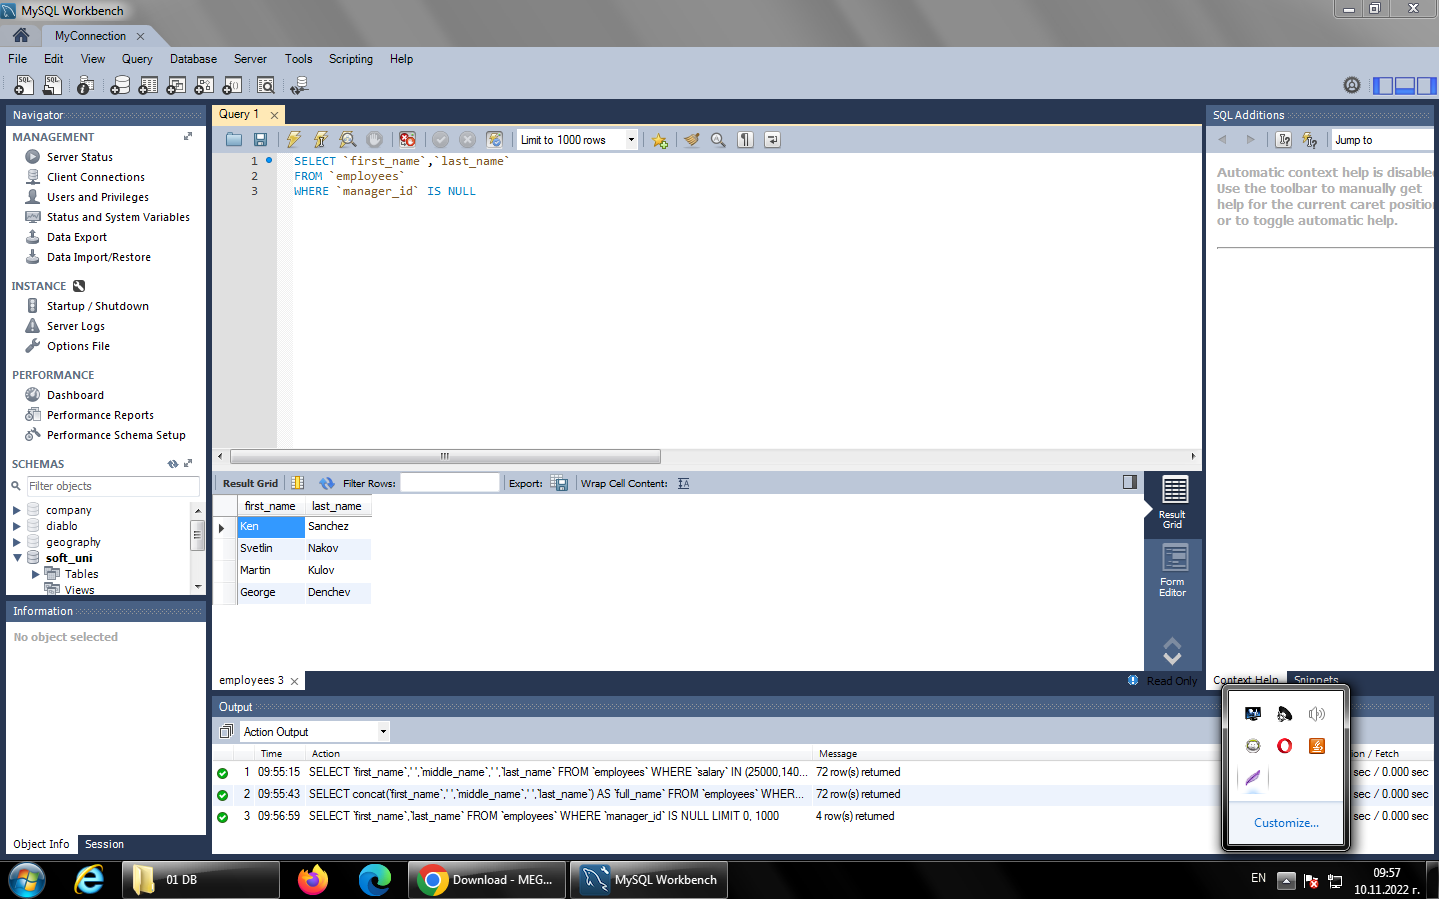 MySQL Workbench
MyConnection
File Edit View Query Database Server Tools Scripting Help
Navigator
MANAGEMENT
Server Status
Client Connections
Users and Privileges
Status and System Variables
Data Export
Data Import/Restore
INSTANCE
Startup / Shutdown
Server Logs
Options File
PERFORMANCE
Dashboard
Performance Reports
Performance Schema Setup
SCHEMAS
Filter objects
company
diablo
geography
soft_uni
Tables
Views
Information
No object selected
Object Info Session
Query 1
Limit to 1000 rows
1 SELECT `first_name`,`last_name`
2 FROM `employees`
3 WHERE `manager_id` IS NULL
Result Grid Filter Rows: Export: Wrap Cell Content:
first_name last_name
Ken Sanchez
Svetlin Nakov
Martin Kulov
George Denchev
Result Grid
Form Editor
employees 3
Read Only
SQL Additions
Jump to
Automatic context help is disable
Use the toolbar to manually get
help for the current caret position
or to toggle automatic help.
Context Help Snippets
Output
Action Output
Time Action Message on / Fetch
1 09:55:15 SELECT `first_name`,' ',`middle_name`,' ',`last_name` FROM `employees` WHERE `salary` IN (25000,140... 72 row(s) returned sec / 0.000 sec
2 09:55:43 SELECT concat(`first_name`,' ',`middle_name`,' ',`last_name`) AS `full_name` FROM `employees` WHER... 72 row(s) returned sec / 0.000 sec
3 09:56:59 SELECT `first_name`,`last_name` FROM `employees` WHERE `manager_id` IS NULL LIMIT 0, 1000 4 row(s) returned sec / 0.000 sec
Customize...
01 DB
Download - MEG...
MySQL Workbench
EN
09:57
10.11.2022 г.